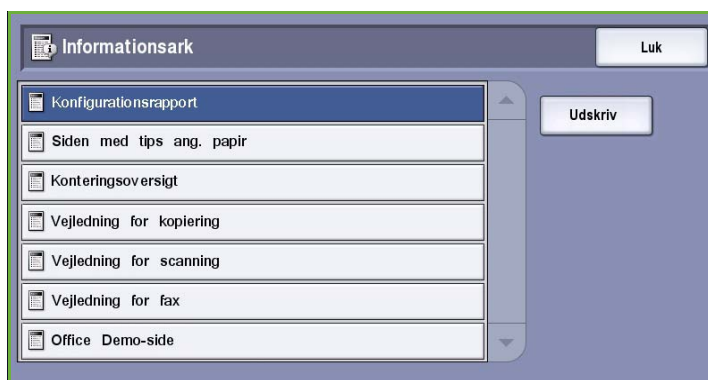 Informationsark
Luk
Konfigurationsrapport
Udskriv
Siden med tips ang. papir
Konteringsoversigt
Vejledning for kopiering
Vejledning for scanning
Vejledning for fax
Office Demo-side